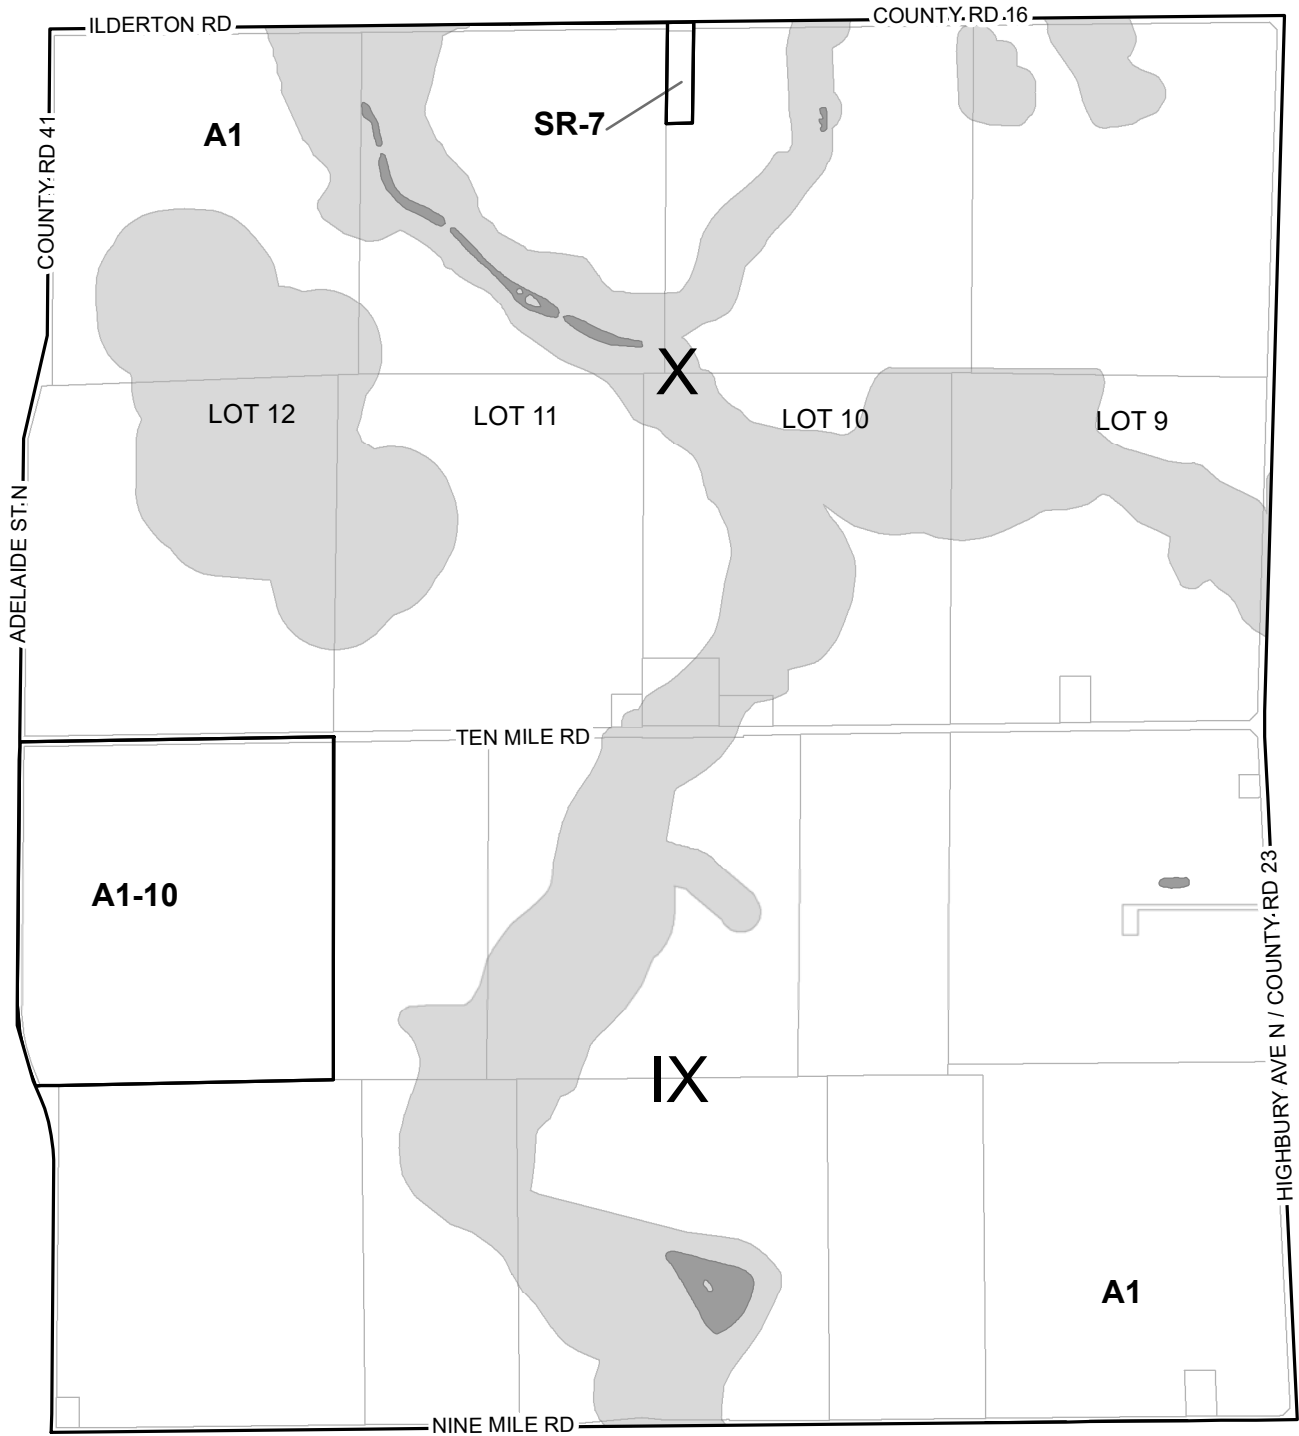 ILDERTON RD
COUNTY RD 16
A1
SR-7
COUNTY RD 41
X
LOT 12
LOT 11
LOT 10
LOT 9
ADELAIDE ST N
TEN MILE RD
A1-10
HIGHBURY AVE N / COUNTY RD 23
IX
A1
NINE MILE RD